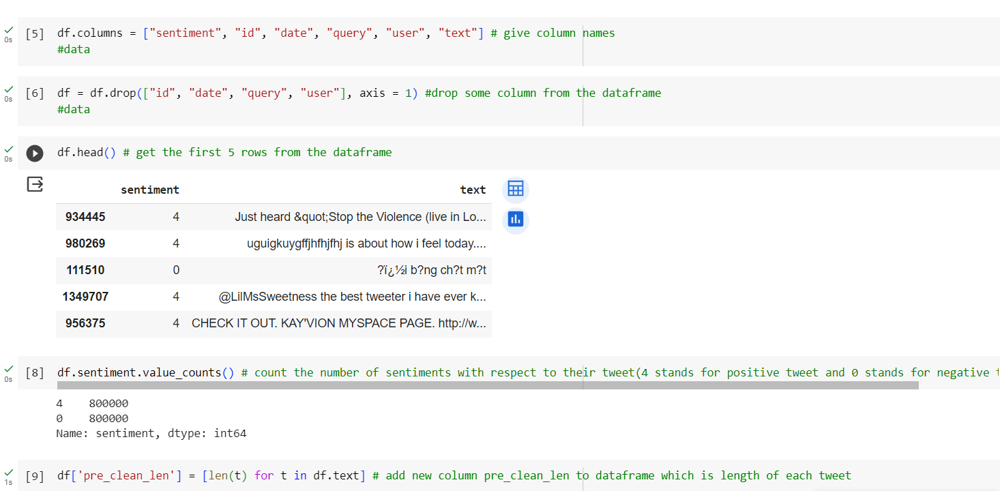 [5] df.columns = ["sentiment", "id", "date", "query", "user", "text"] # give column names
0s
#data
[6] df = df.drop(["id", "date", "query", "user"], axis = 1) #drop some column from the dataframe
0s
#data
df.head() # get the first 5 rows from the dataframe
0s
sentiment text
934445 4 Just heard &quot;Stop the Violence (live in Lo...
980269 4 uguigkuygffjhfhjfhj is about how i feel today....
111510 0 ?ï¿½i b?ng ch?t m?t
1349707 4 @LilMsSweetness the best tweeter i have ever k...
956375 4 CHECK IT OUT. KAY'VION MYSPACE PAGE. http://w...
[8] df.sentiment.value_counts() # count the number of sentiments with respect to their tweet(4 stands for positive tweet and 0 stands for negative
0s
4 800000
0 800000
Name: sentiment, dtype: int64
[9] df['pre_clean_len'] = [len(t) for t in df.text] # add new column pre_clean_len to dataframe which is length of each tweet
1s